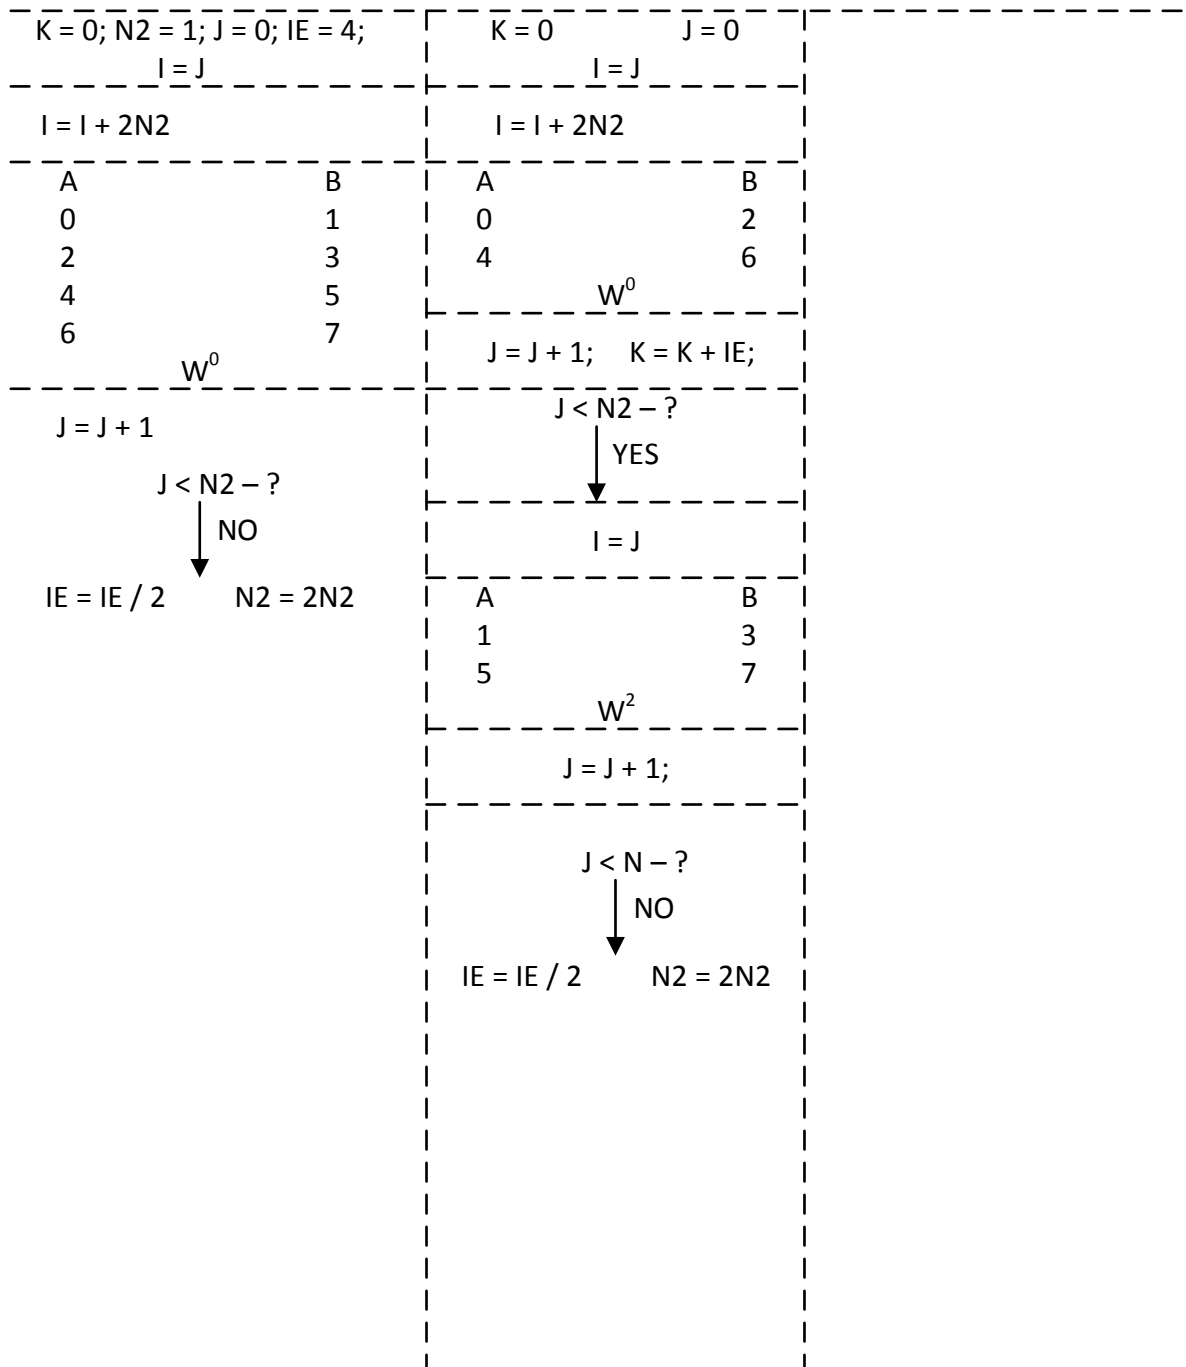 K = 0; N2 = 1; J = 0; IE = 4;
I = J
I = I + 2N2
A B
0 1
2 3
4 5
6 7
W⁰
J = J + 1
J < N2 – ?
NO
IE = IE / 2 N2 = 2N2
K = 0 J = 0
I = J
I = I + 2N2
A B
0 2
4 6
W⁰
J = J + 1; K = K + IE;
J < N2 – ?
YES
I = J
A B
1 3
5 7
W²
J = J + 1;
J < N – ?
NO
IE = IE / 2 N2 = 2N2